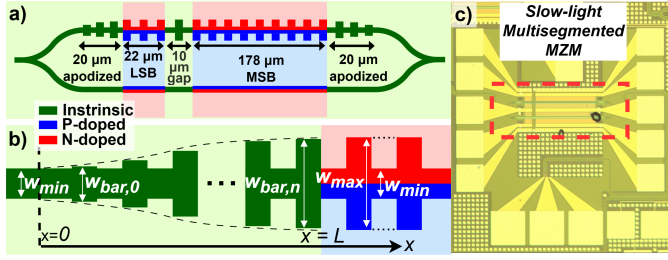 a)
20 μm
apodized
22 μm
LSB
10
μm
gap
178 μm
MSB
20 μm
apodized
Instrinsic
P-doped
N-doped
b)
w_min
w_bar,0
w_bar,n
w_max
w_min
x=0
x = L
x
c)
Slow-light
Multisegmented
MZM